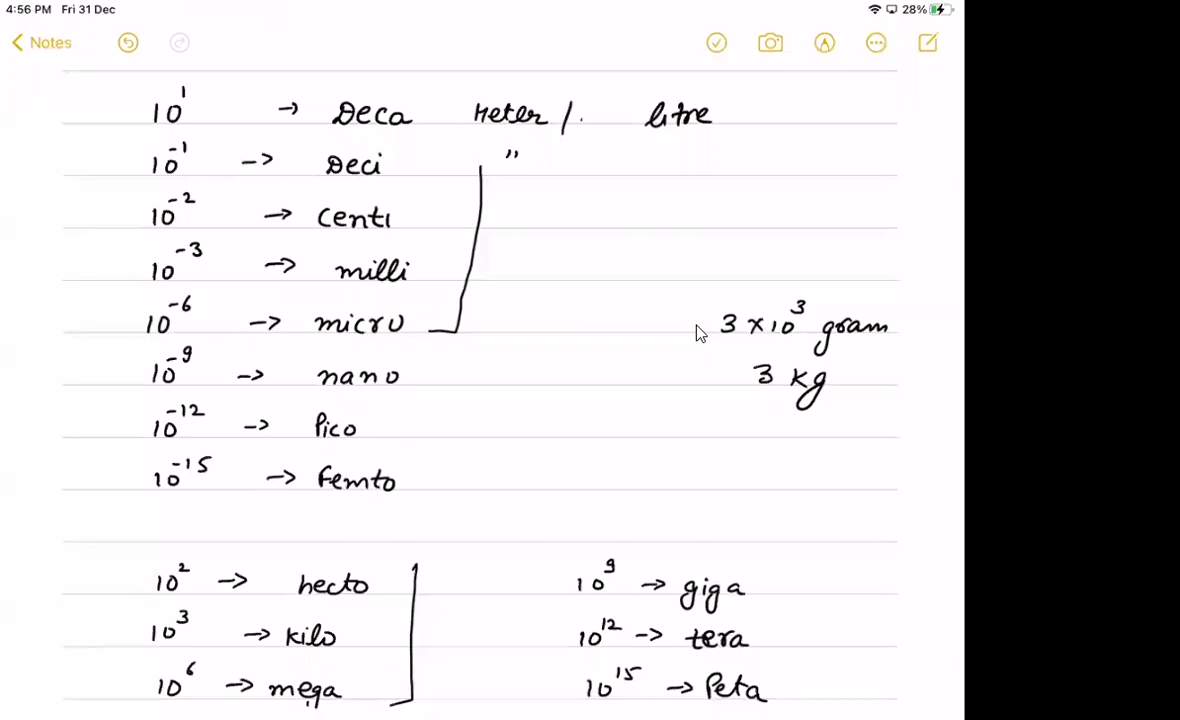 4:56 PM Fri 31 Dec 28%
Notes
10¹ → Deca Meter / litre
10⁻¹ → Deci "
10⁻² → centi
10⁻³ → milli
10⁻⁶ → micro
3 × 10³ gram
10⁻⁹ → nano
3 kg
10⁻¹² → Pico
10⁻¹⁵ → Femto
10² → hecto 10⁹ → giga
10³ → kilo 10¹² → tera
10⁶ → mega 10¹⁵ → Peta